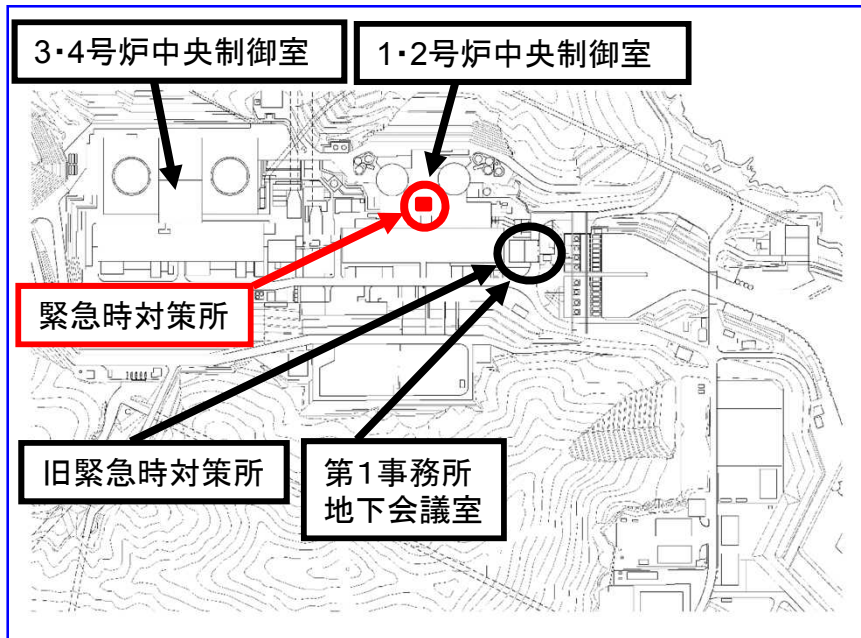 3・4号炉中央制御室
1・2号炉中央制御室
緊急時対策所
旧緊急時対策所
第1事務所
地下会議室